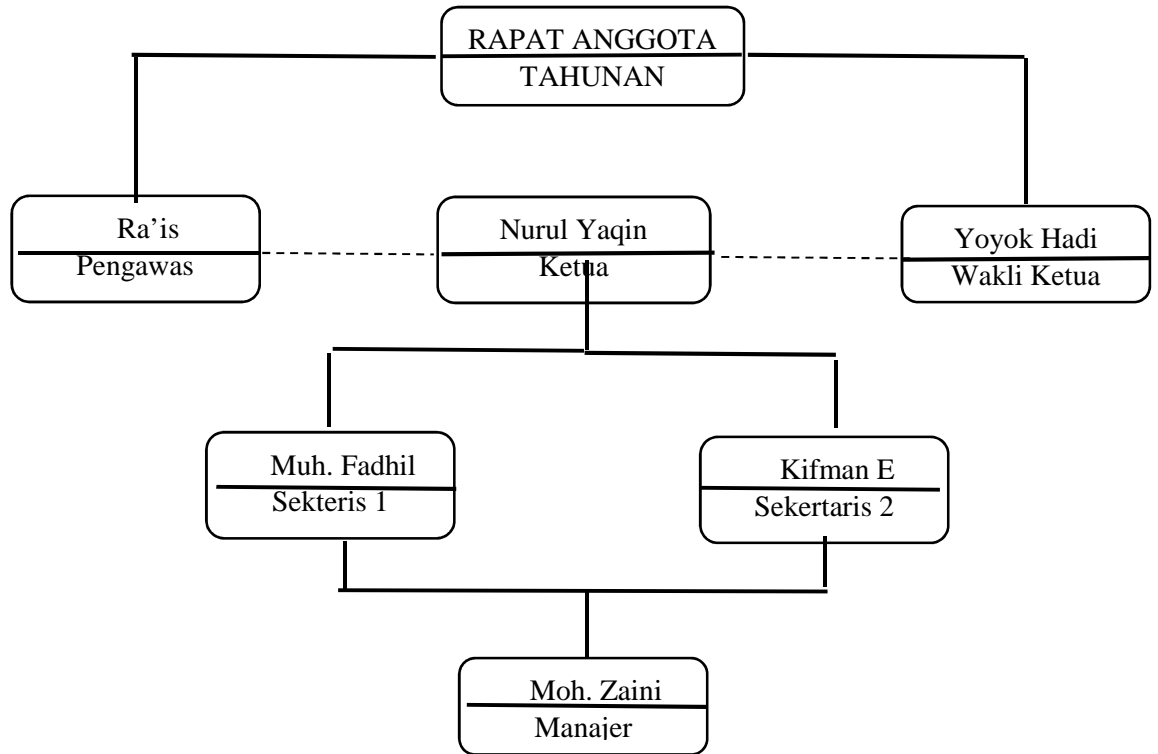 RAPAT ANGGOTA
TAHUNAN
Ra’is
Pengawas
Nurul Yaqin
Ketua
Yoyok Hadi
Wakli Ketua
Muh. Fadhil
Sekteris 1
Kifman E
Sekertaris 2
Moh. Zaini
Manajer